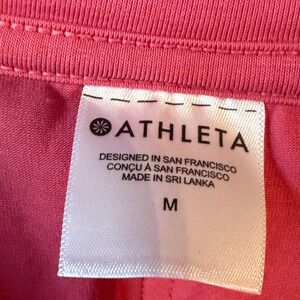 ATHLETA
DESIGNED IN SAN FRANCISCO
CONÇU À SAN FRANCISCO
MADE IN SRI LANKA
M